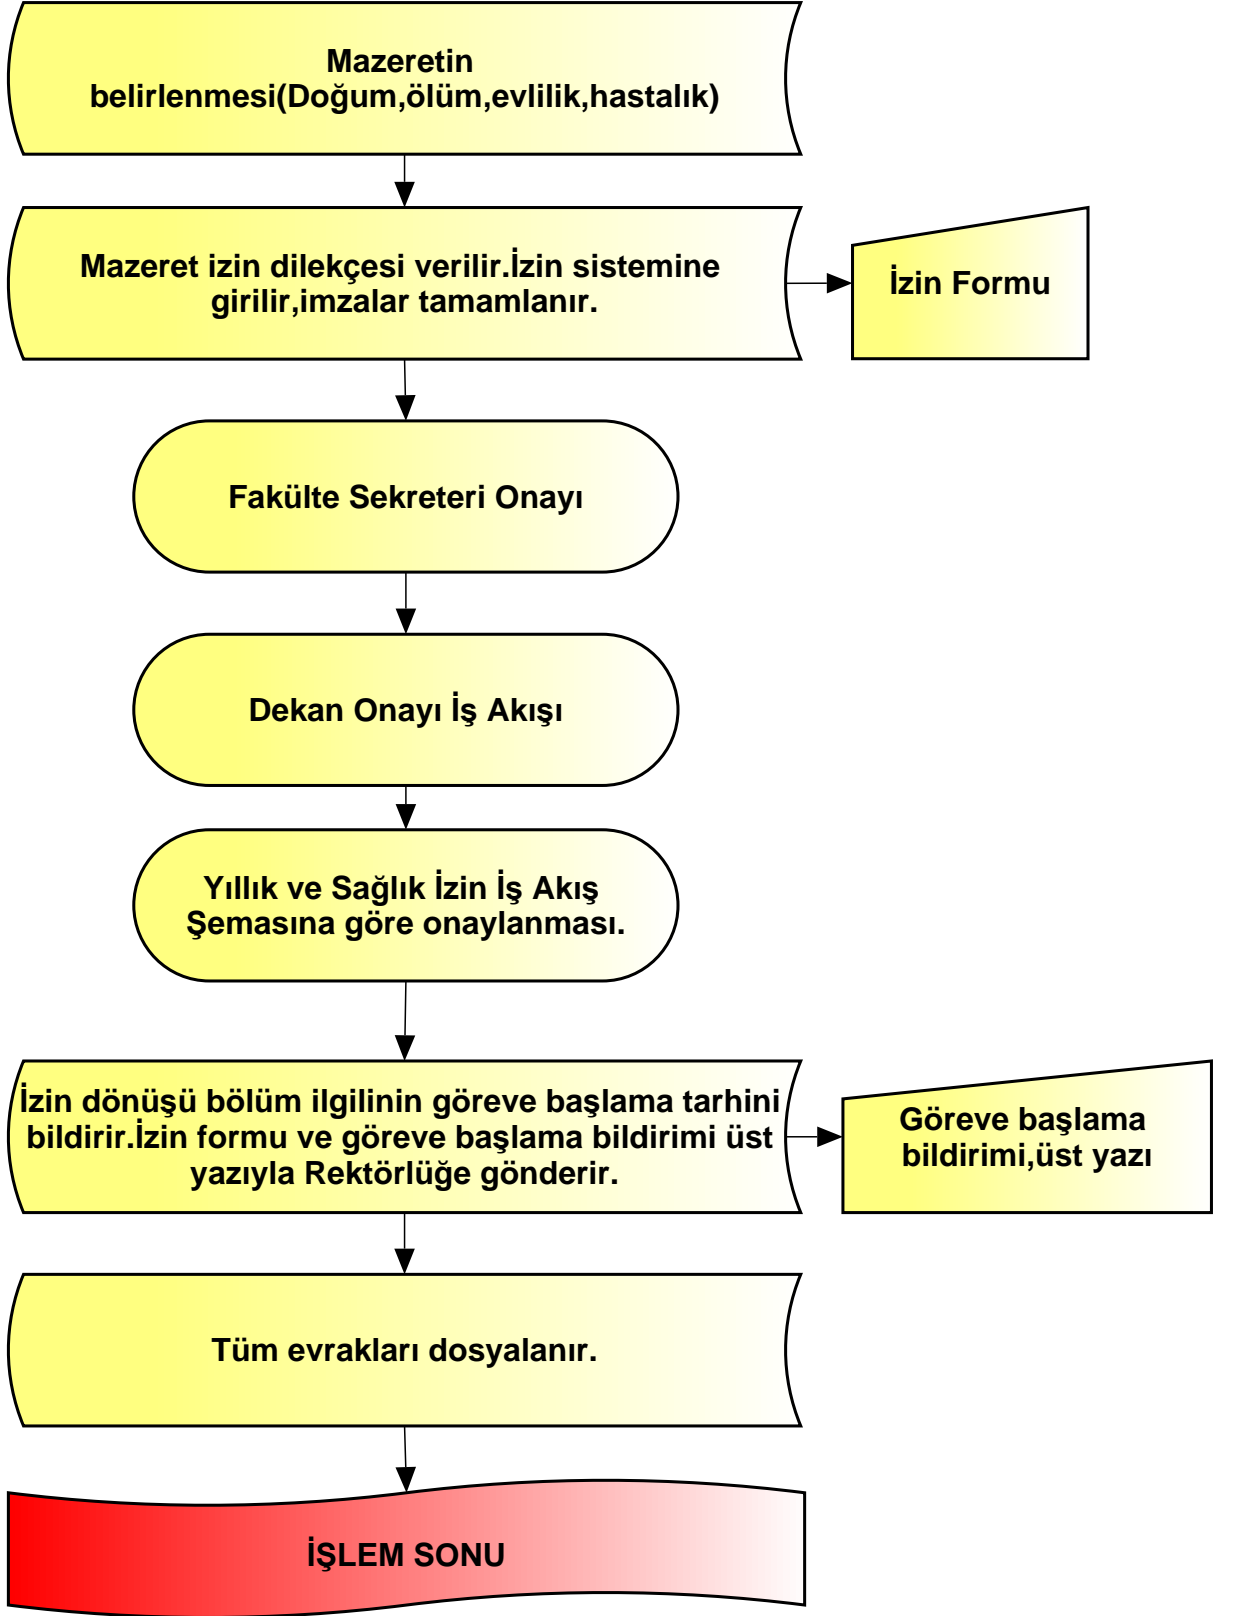 Mazeretin
belirlenmesi(Doğum,ölüm,evlilik,hastalık)
Mazeret izin dilekçesi verilir.İzin sistemine
girilir,imzalar tamamlanır.
İzin Formu
Fakülte Sekreteri Onayı
Dekan Onayı İş Akışı
Yıllık ve Sağlık İzin İş Akış
Şemasına göre onaylanması.
İzin dönüşü bölüm ilgilinin göreve başlama tarhini
bildirir.İzin formu ve göreve başlama bildirimi üst
yazıyla Rektörlüğe gönderir.
Göreve başlama
bildirimi,üst yazı
Tüm evrakları dosyalanır.
İŞLEM SONU